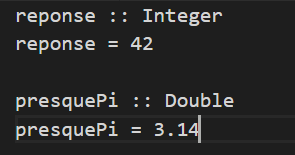 reponse :: Integer
reponse = 42
presquePi :: Double
presquePi = 3.14